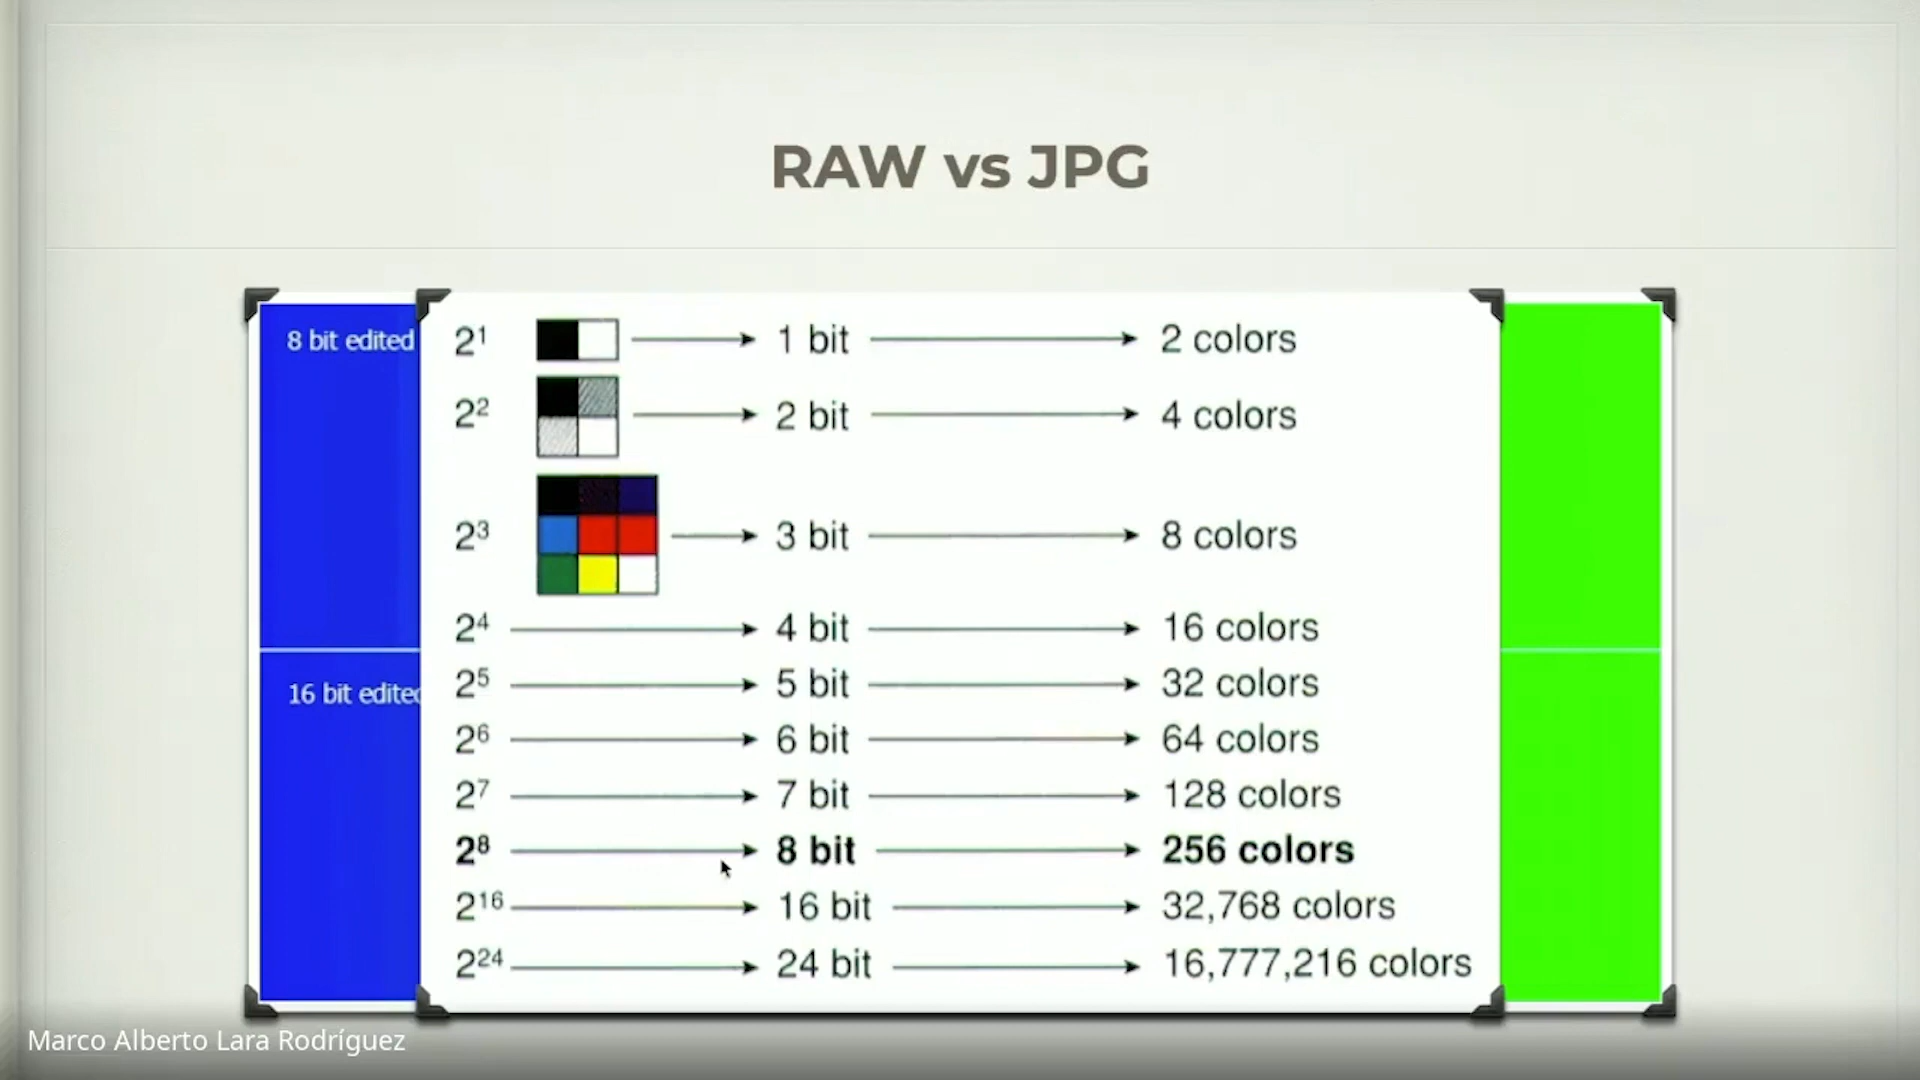 RAW vs JPG
8 bit edited
16 bit edited
2¹ 1 bit 2 colors
2² 2 bit 4 colors
2³ 3 bit 8 colors
2⁴ 4 bit 16 colors
2⁵ 5 bit 32 colors
2⁶ 6 bit 64 colors
2⁷ 7 bit 128 colors
2⁸ 8 bit 256 colors
2¹⁶ 16 bit 32,768 colors
2²⁴ 24 bit 16,777,216 colors
Marco Alberto Lara Rodríguez